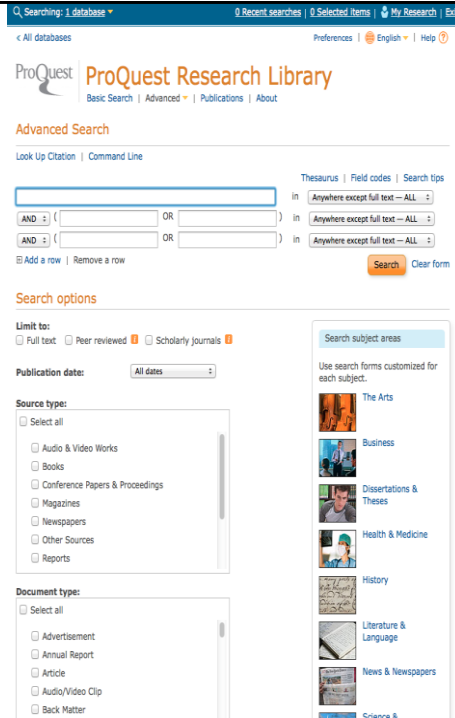 Searching: 1 database
0 Recent searches | 0 Selected items | My Research |
< All databases
Preferences | English | Help ?
ProQuest
ProQuest Research Library
Basic Search | Advanced | Publications | About
Advanced Search
Look Up Citation | Command Line
Thesaurus | Field codes | Search tips
in Anywhere except full text — ALL
AND ( OR ) in Anywhere except full text — ALL
AND ( OR ) in Anywhere except full text — ALL
Add a row | Remove a row
Search Clear form
Search options
Limit to:
Full text Peer reviewed i Scholarly journals i
Publication date: All dates
Source type:
Select all
Audio & Video Works
Books
Conference Papers & Proceedings
Magazines
Newspapers
Other Sources
Reports
Document type:
Select all
Advertisement
Annual Report
Article
Audio/Video Clip
Back Matter
Search subject areas
Use search forms customized for
each subject.
The Arts
Business
Dissertations &
Theses
Health & Medicine
History
Literature &
Language
News & Newspapers
Science &